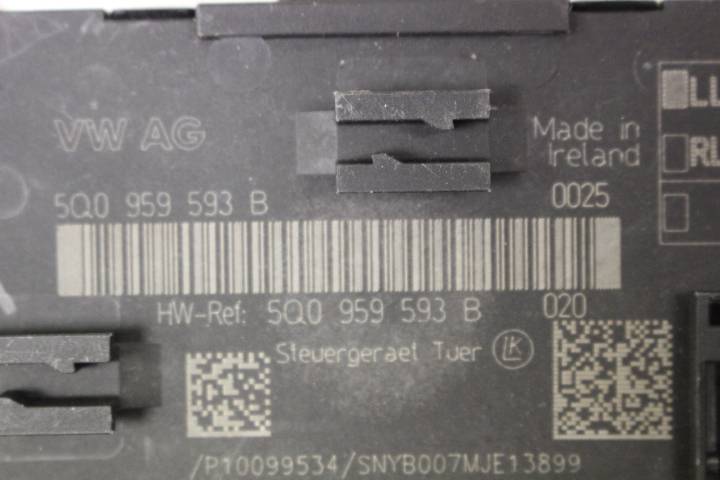 VW AG
Made in
Ireland
LL
RL
5Q0 959 593 B 0025
HW-Ref: 5Q0 959 593 B 020
Steuergeraet Tuer LK
/P10099534/SNYB007MJE13899